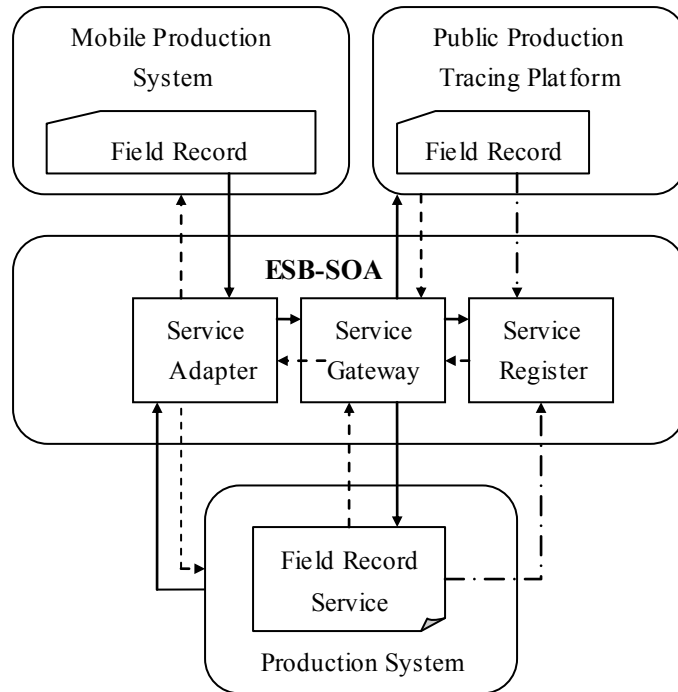 Mobile Production
System
Field Record
Public Production
Tracing Platform
Field Record
ESB-SOA
Service
Adapter
Service
Gateway
Service
Register
Field Record
Service
Production System